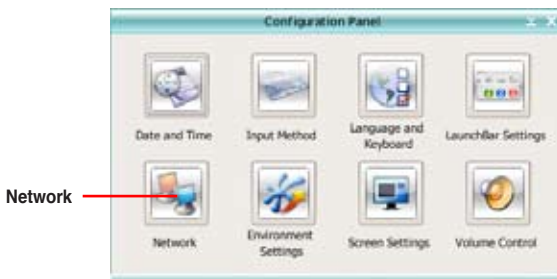 Configuration Panel
Date and Time
Input Method
Language and
Keyboard
LaunchBar Settings
Network
Network
Environment
Settings
Screen Settings
Volume Control